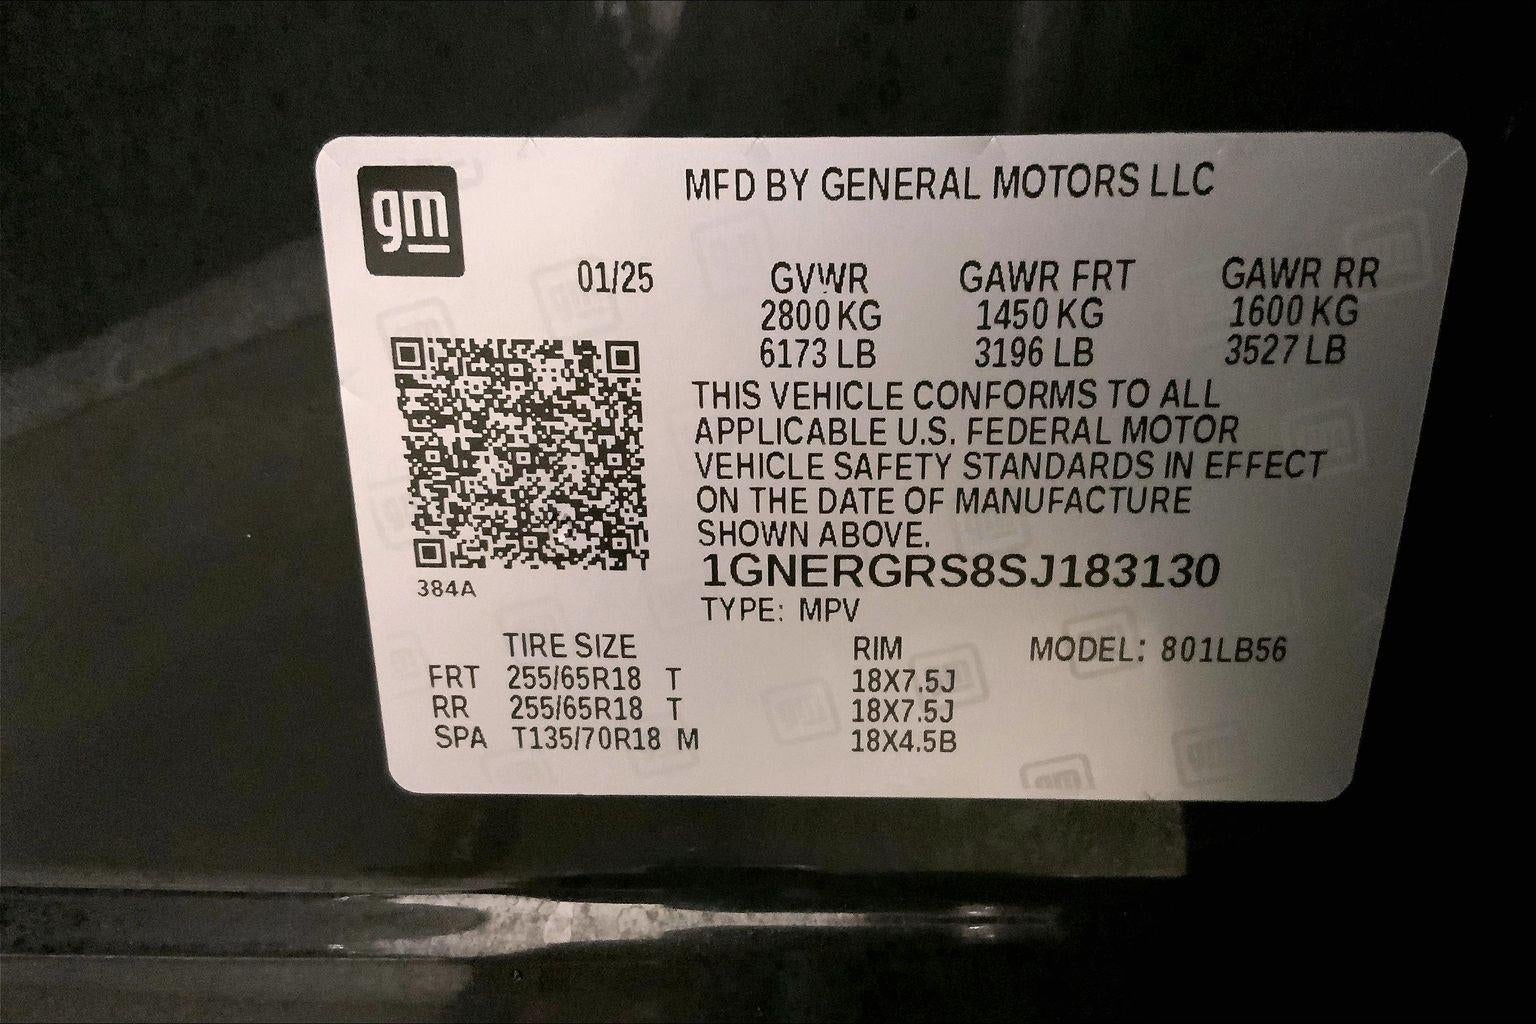 gm
MFD BY GENERAL MOTORS LLC
01/25 GVWR GAWR FRT GAWR RR
2800 KG 1450 KG 1600 KG
6173 LB 3196 LB 3527 LB
THIS VEHICLE CONFORMS TO ALL
APPLICABLE U.S. FEDERAL MOTOR
VEHICLE SAFETY STANDARDS IN EFFECT
ON THE DATE OF MANUFACTURE
SHOWN ABOVE.
1GNERGRS8SJ183130
384A
TYPE: MPV
TIRE SIZE RIM MODEL: 801LB56
FRT 255/65R18 T 18X7.5J
RR 255/65R18 T 18X7.5J
SPA T135/70R18 M 18X4.5B